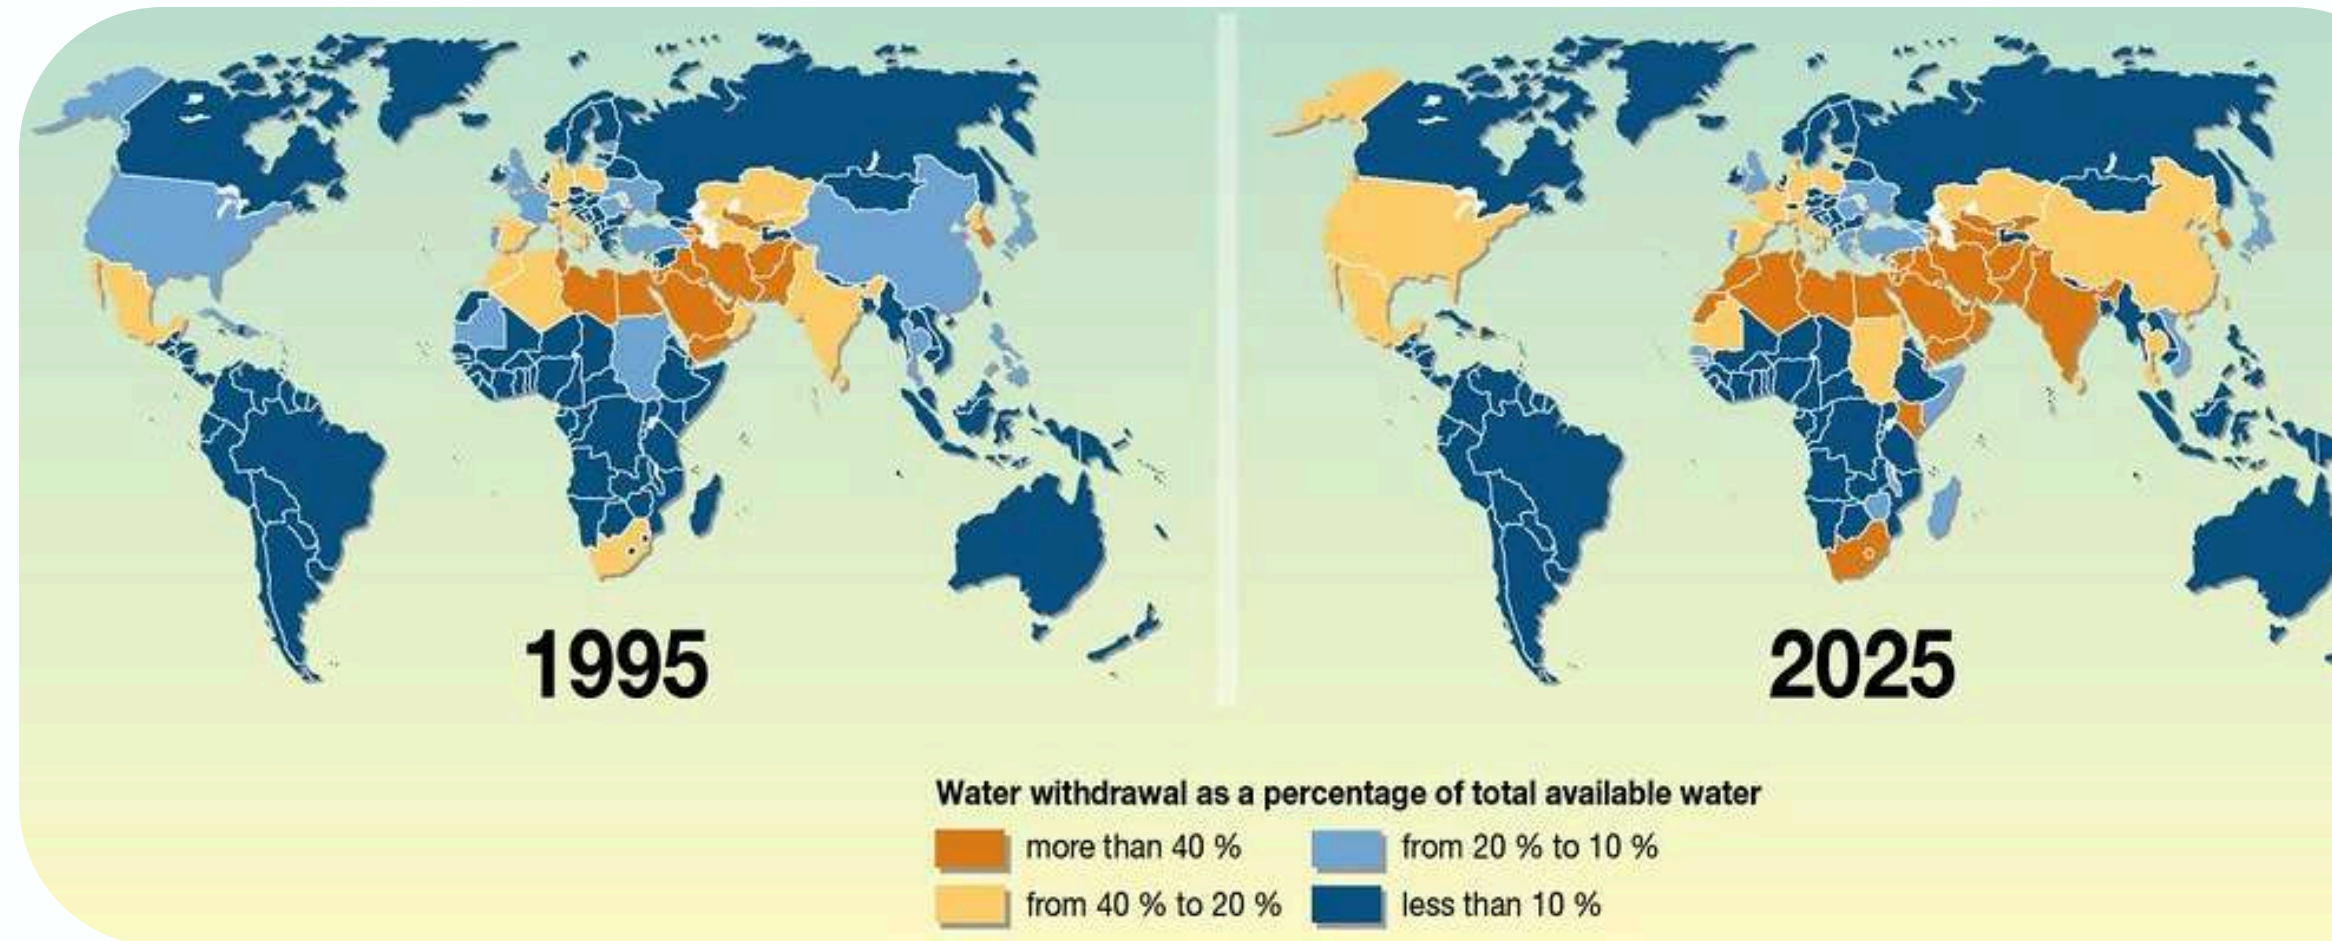 1995
2025
Water withdrawal as a percentage of total available water
more than 40 %
from 20 % to 10 %
from 40 % to 20 %
less than 10 %